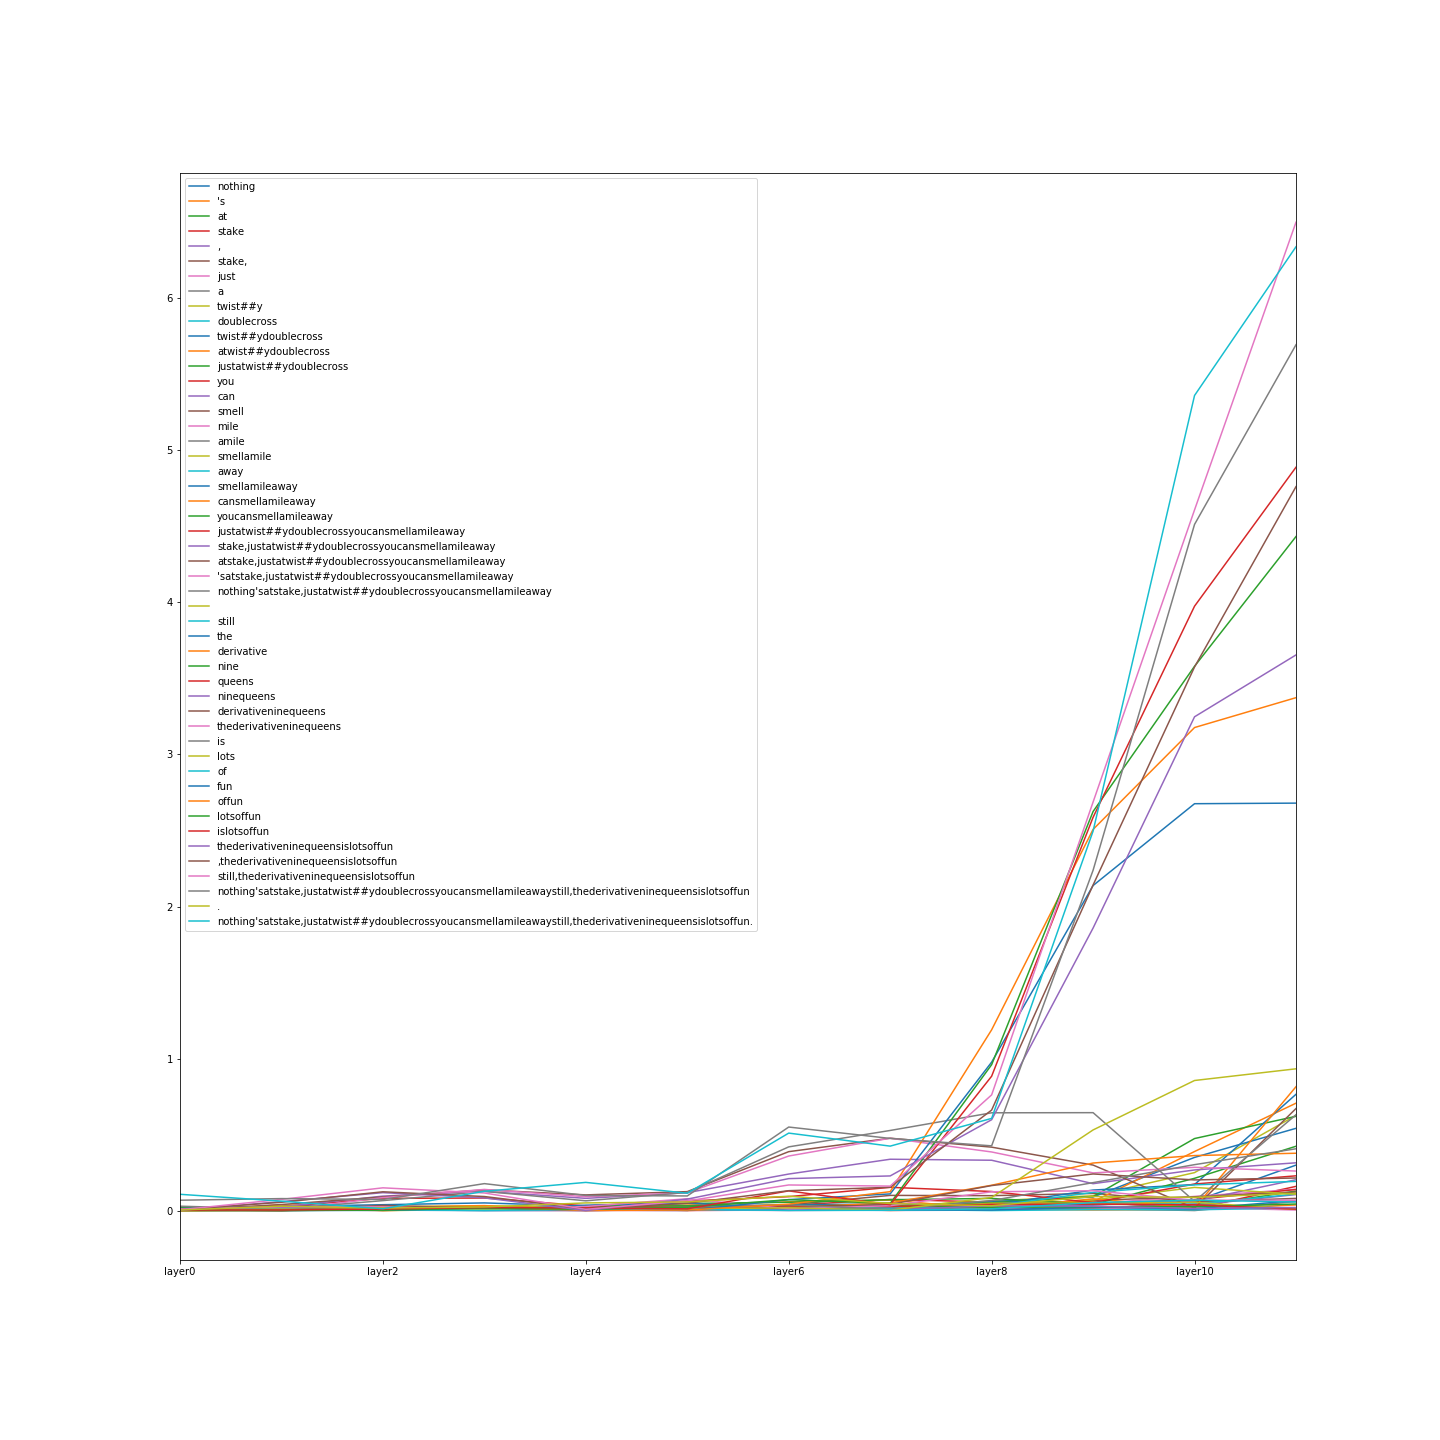 nothing
's
at
stake
,
stake,
just
a
twist##y
doublecross
twist##ydoublecross
atwist##ydoublecross
justatwist##ydoublecross
you
can
smell
mile
amile
smellamile
away
smellamileaway
cansmellamileaway
youcansmellamileaway
justatwist##ydoublecrossyoucansmellamileaway
stake,justatwist##ydoublecrossyoucansmellamileaway
atstake,justatwist##ydoublecrossyoucansmellamileaway
'satstake,justatwist##ydoublecrossyoucansmellamileaway
nothing'satstake,justatwist##ydoublecrossyoucansmellamileaway
still
the
derivative
nine
queens
ninequeens
derivativeninequeens
thederivativeninequeens
is
lots
of
fun
offun
lotsoffun
islotsoffun
thederivativeninequeensislotsoffun
,thederivativeninequeensislotsoffun
still,thederivativeninequeensislotsoffun
nothing'satstake,justatwist##ydoublecrossyoucansmellamileawaystill,thederivativeninequeensislotsoffun
.
nothing'satstake,justatwist##ydoublecrossyoucansmellamileawaystill,thederivativeninequeensislotsoffun.
6
5
4
3
2
1
0
layer0 layer2 layer4 layer6 layer8 layer10